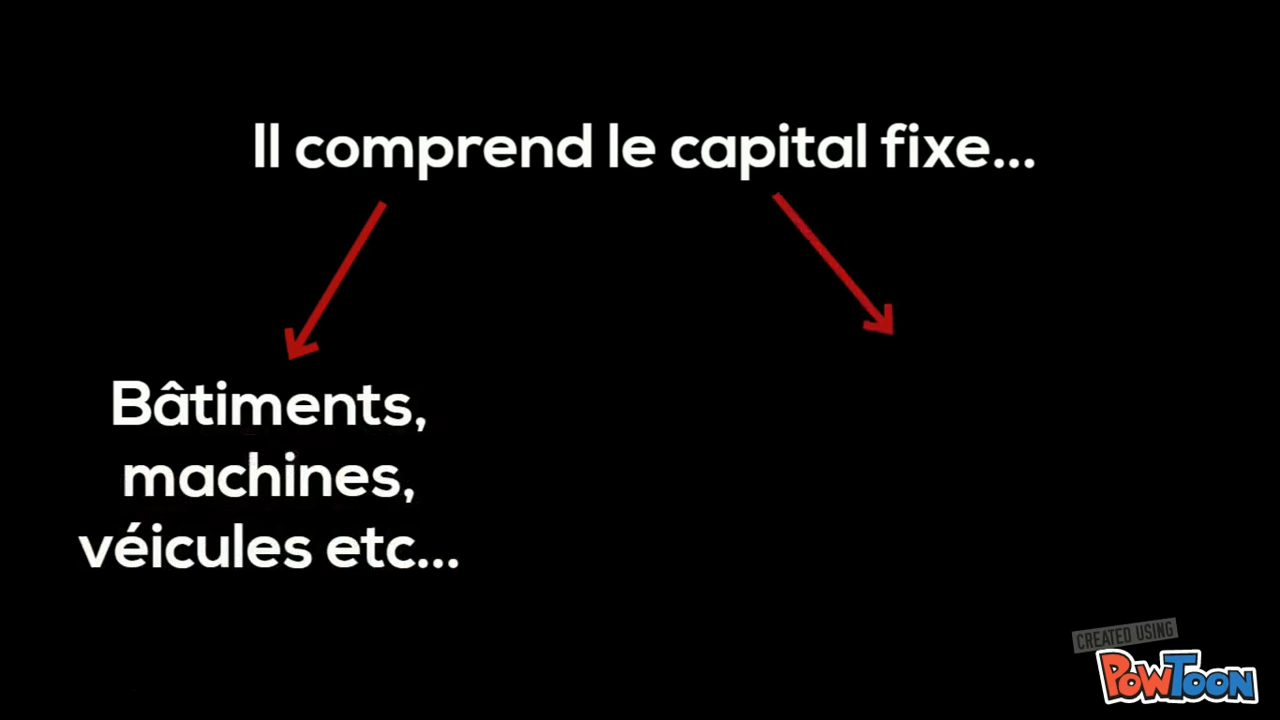 Il comprend le capital fixe...
Bâtiments,
machines,
véicules etc...
CREATED USING
POWTOON